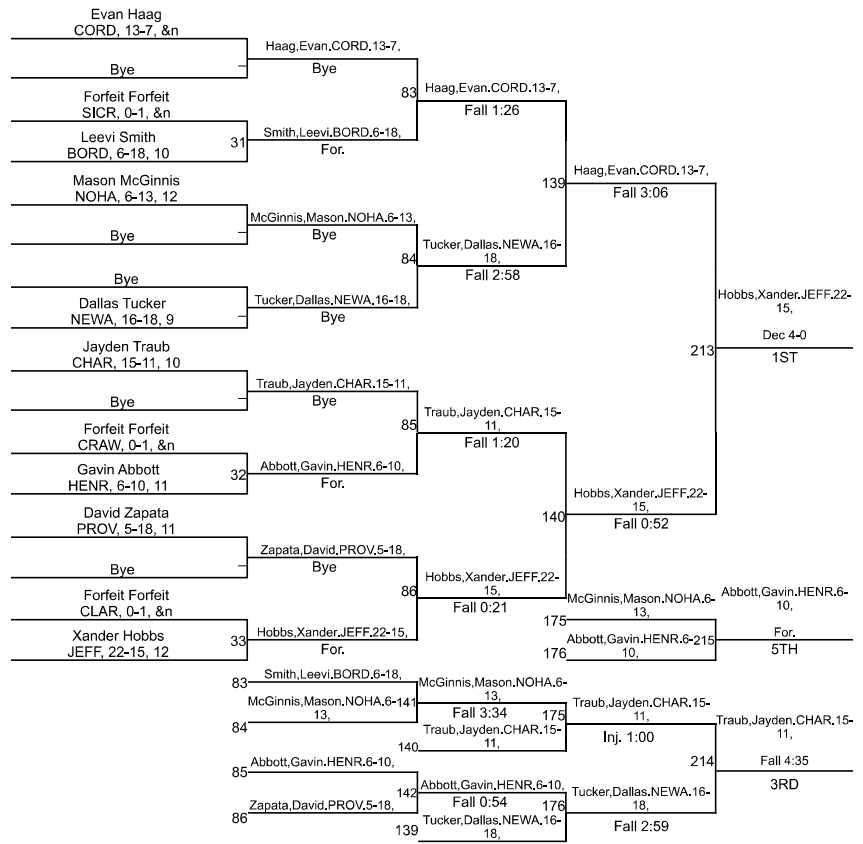 Evan Haag
CORD, 13-7, &n
Bye
Forfeit Forfeit
SICR, 0-1, &n
Leevi Smith
BORD, 6-18, 10
Mason McGinnis
NOHA, 6-13, 12
Bye
Bye
Dallas Tucker
NEWA, 16-18, 9
Jayden Traub
CHAR, 15-11, 10
Bye
Forfeit Forfeit
CRAW, 0-1, &n
Gavin Abbott
HENR, 6-10, 11
David Zapata
PROV, 5-18, 11
Bye
Forfeit Forfeit
CLAR, 0-1, &n
Xander Hobbs
JEFF, 22-15, 12
31
32
33
Haag,Evan.CORD.13-7,
Bye
Smith,Leevi.BORD.6-18,
For.
McGinnis,Mason.NOHA.6-13,
Bye
Tucker,Dallas.NEWA.16-18,
Bye
Traub,Jayden.CHAR.15-11,
Bye
Abbott,Gavin.HENR.6-10,
For.
Zapata,David.PROV.5-18,
Bye
Hobbs,Xander.JEFF.22-15,
For.
83
84
85
86
Haag,Evan.CORD.13-7,
Fall 1:26
Tucker,Dallas.NEWA.16-
18,
Fall 2:58
Traub,Jayden.CHAR.15-
11,
Fall 1:20
Hobbs,Xander.JEFF.22-
15,
Fall 0:21
139
140
Haag,Evan.CORD.13-7,
Fall 3:06
Hobbs,Xander.JEFF.22-
15,
Fall 0:52
213
Hobbs,Xander.JEFF.22-
15,
Dec 4-0
1ST
McGinnis,Mason.NOHA.6-
13,
175
Abbott,Gavin.HENR.6-
10,
176
215
Abbott,Gavin.HENR.6-
10,
For.
5TH
83
Smith,Leevi.BORD.6-18,
84
McGinnis,Mason.NOHA.6-
13,
141
McGinnis,Mason.NOHA.6-
13,
Fall 3:34
140
Traub,Jayden.CHAR.15-
11,
175
Traub,Jayden.CHAR.15-
11,
Inj. 1:00
85
Abbott,Gavin.HENR.6-10,
86
Zapata,David.PROV.5-18,
142
Abbott,Gavin.HENR.6-10,
Fall 0:54
139
Tucker,Dallas.NEWA.16-
18,
176
Tucker,Dallas.NEWA.16-
18,
Fall 2:59
214
Traub,Jayden.CHAR.15-
11,
Fall 4:35
3RD